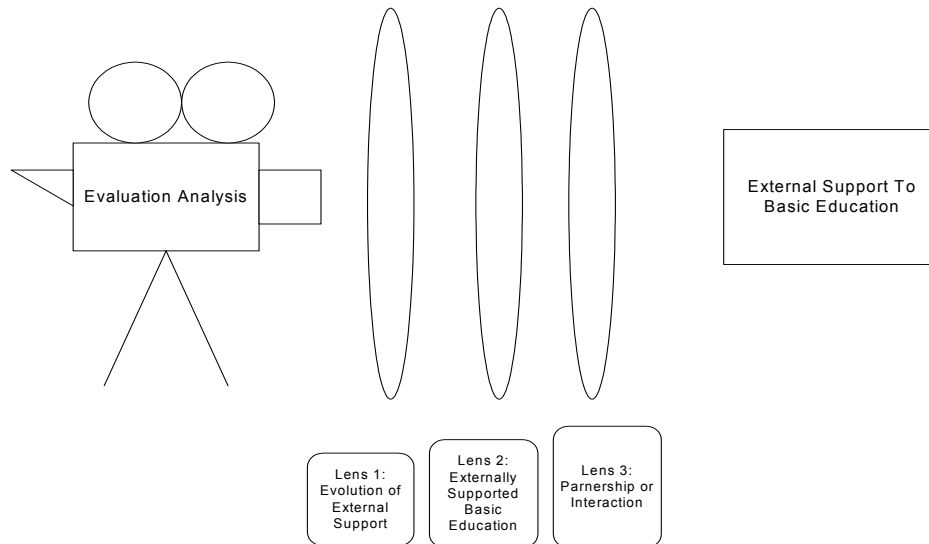 Evaluation Analysis
External Support To
Basic Education
Lens 1:
Evolution of
External
Support
Lens 2:
Externally
Supported
Basic
Education
Lens 3:
Parnership or
Interaction